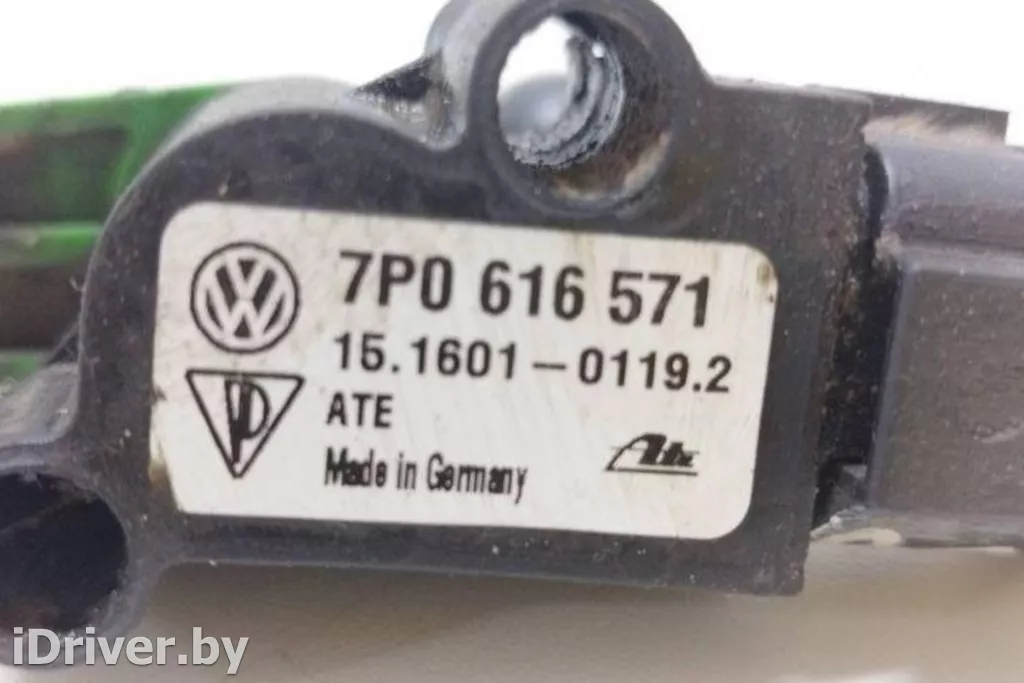 7P0 616 571
15.1601-0119.2
ATE
Made in Germany
Ate
iDriver.by